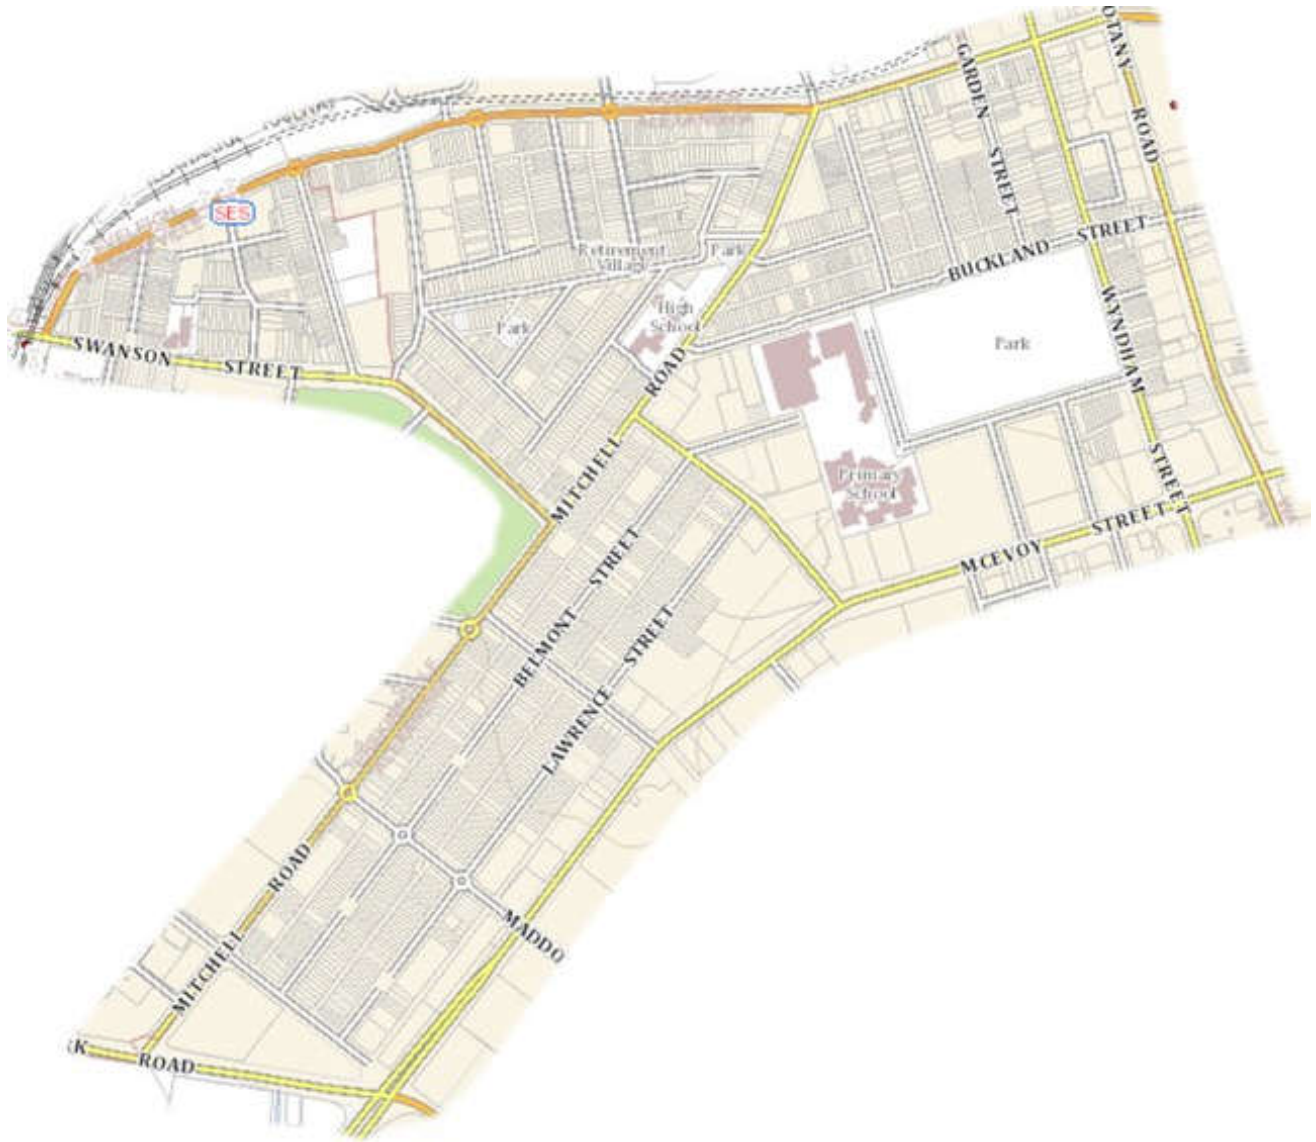 OTANY
ROAD
GARDEN
STREET
SES
Retirement
Village
Park
BUCKLAND
STREET
High
School
Park
Park
WYNDHAM
STREET
SWANSON
STREET
ROAD
MITCHELL
Primary
School
STREET
MCEVOY
BELMONT
STREET
LAWRENCE
STREET
ROAD
MITCHELL
MADDO
K
ROAD